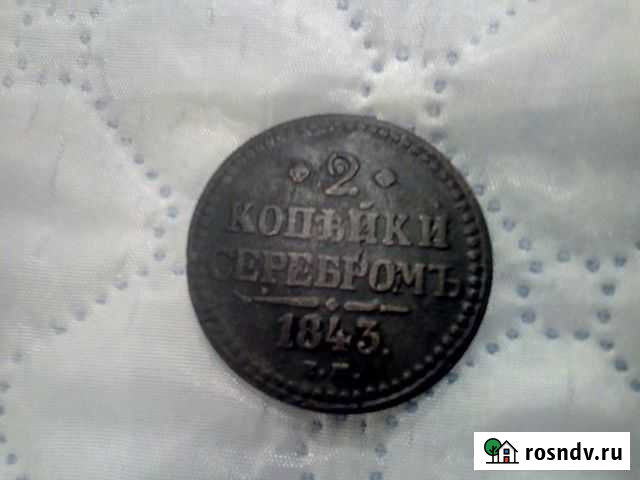 2
КОПѢЙКИ
СЕРЕБРОМЪ
1843.
rosndv.ru